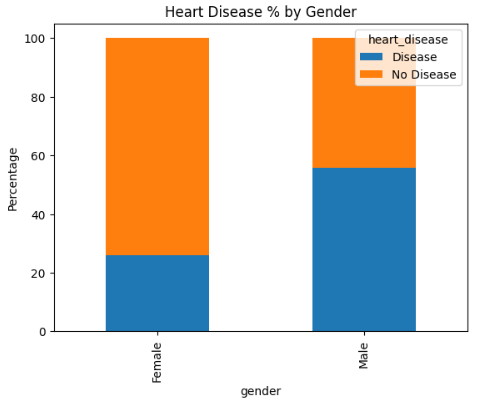 Heart Disease % by Gender
heart_disease
Disease
No Disease
Percentage
100
80
60
40
20
0
Female
Male
gender